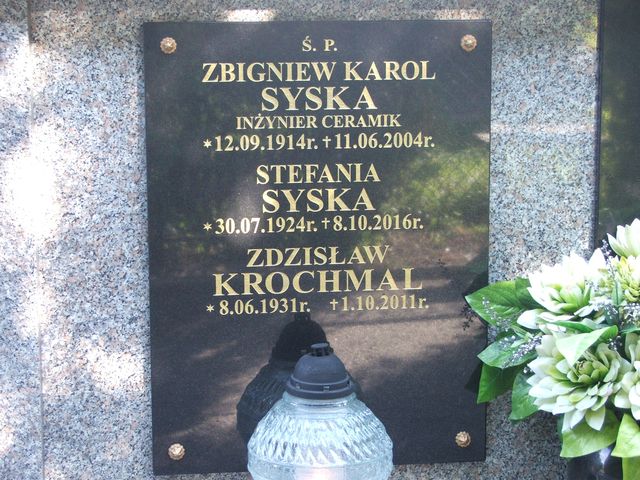 Ś. P.
ZBIGNIEW KAROL
SYSKA
INŻYNIER CERAMIK
*12.09.1914r. †11.06.2004r.
STEFANIA
SYSKA
*30.07.1924r. †8.10.2016r.
ZDZISŁAW
KROCHMAL
*8.06.1931r. †1.10.2011r.